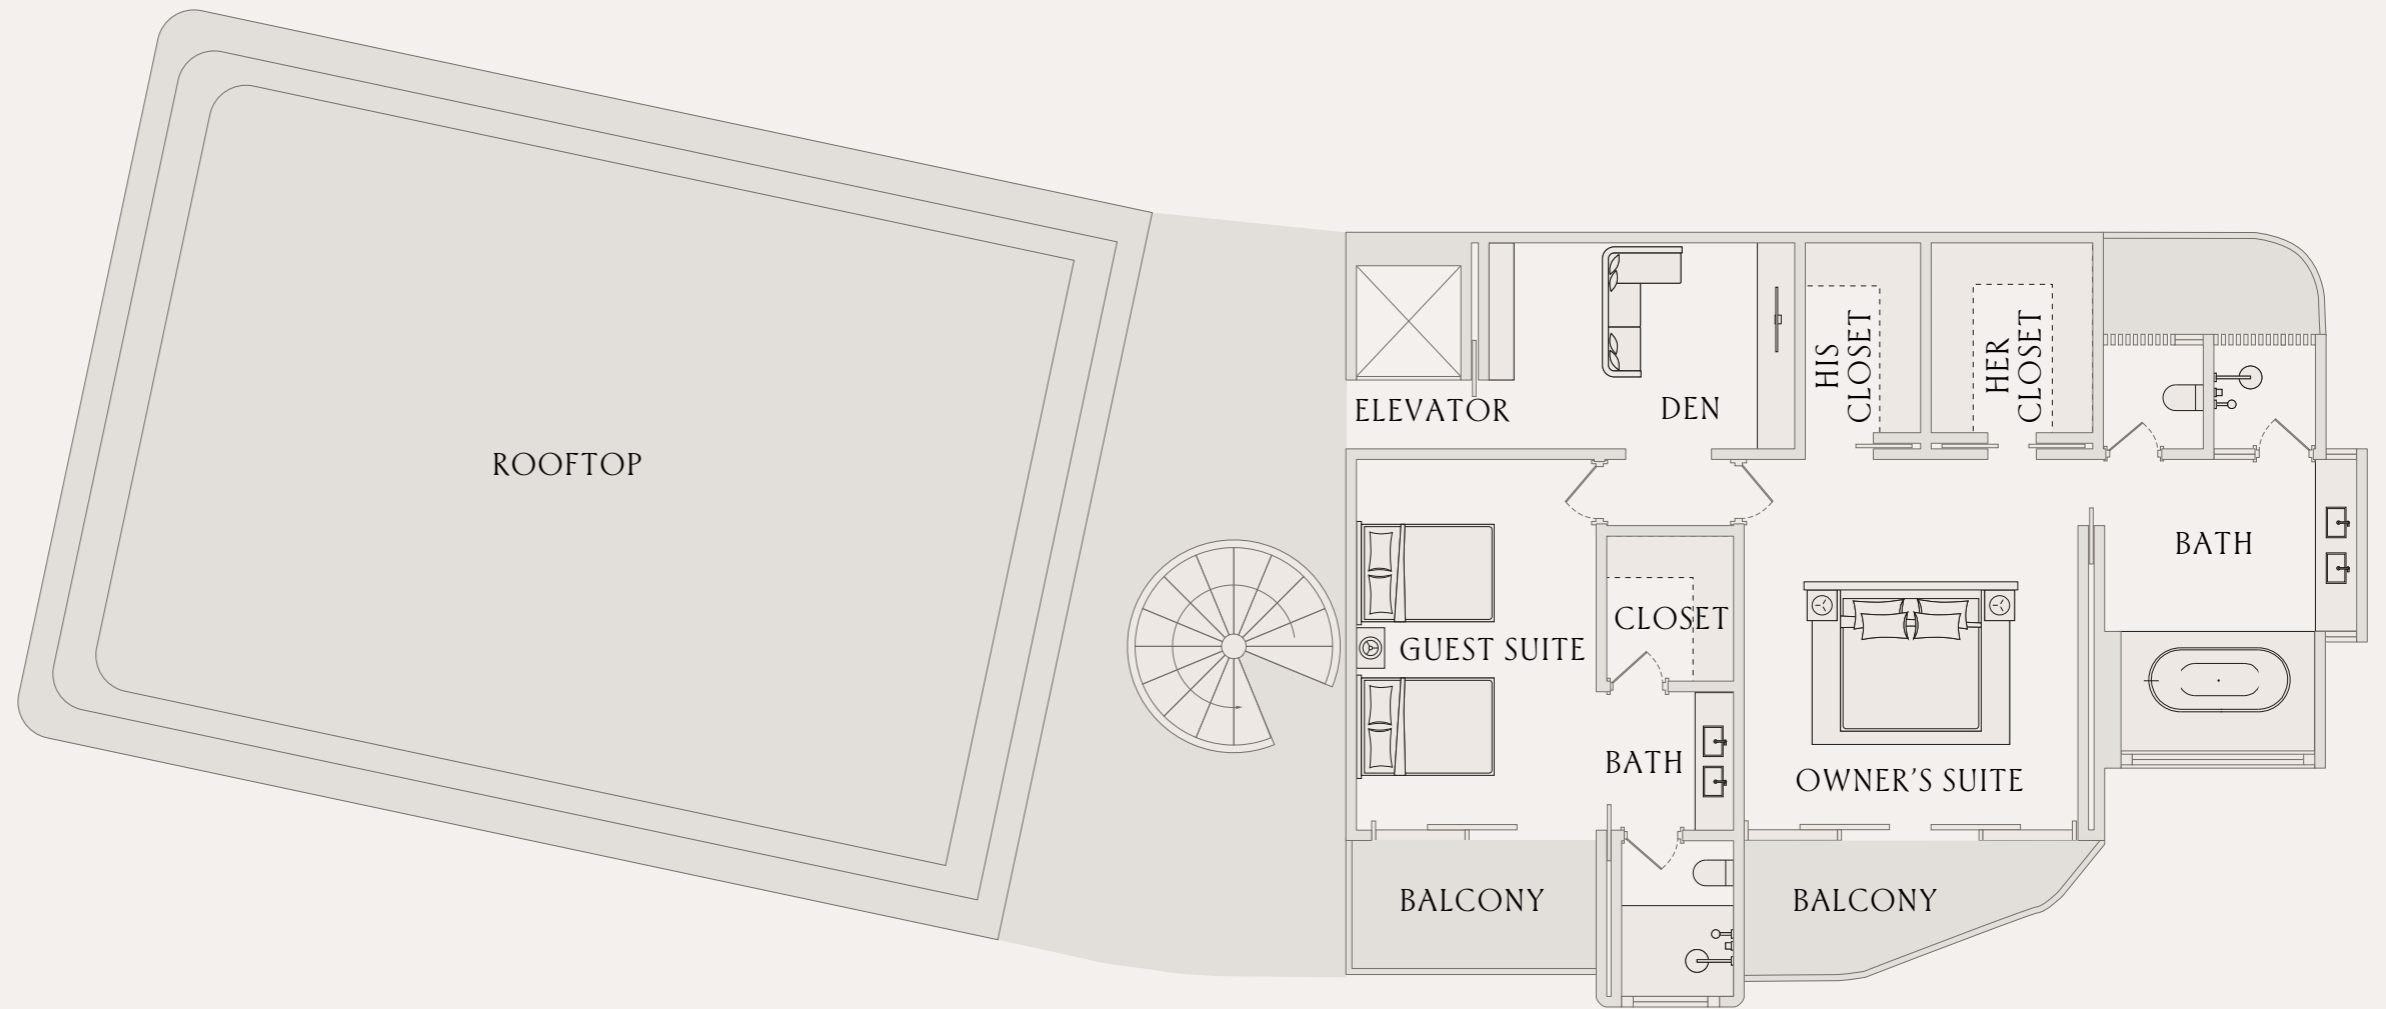 ROOFTOP
ELEVATOR
DEN
HIS
CLOSET
HER
CLOSET
BATH
CLOSET
GUEST SUITE
BATH
OWNER'S SUITE
BALCONY
BALCONY